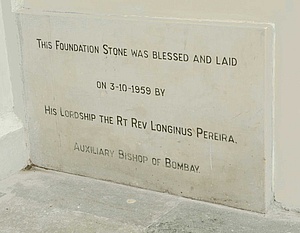 This Foundation Stone was blessed and laid
on 3-10-1959 by
His Lordship the Rt Rev Longinus Pereira,
Auxiliary Bishop of Bombay.